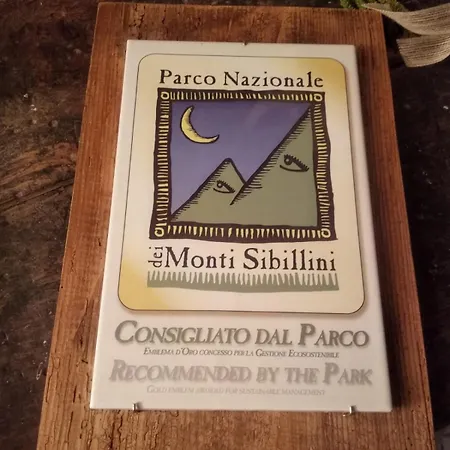 Parco Nazionale
dei Monti Sibillini
CONSIGLIATO DAL PARCO
EMBLEMA D'ORO CONCESSO PER LA GESTIONE ECOSOSTENIBILE
RECOMMENDED BY THE PARK
GOLD EMBLEM AWARDED FOR SUSTAINABLE MANAGEMENT